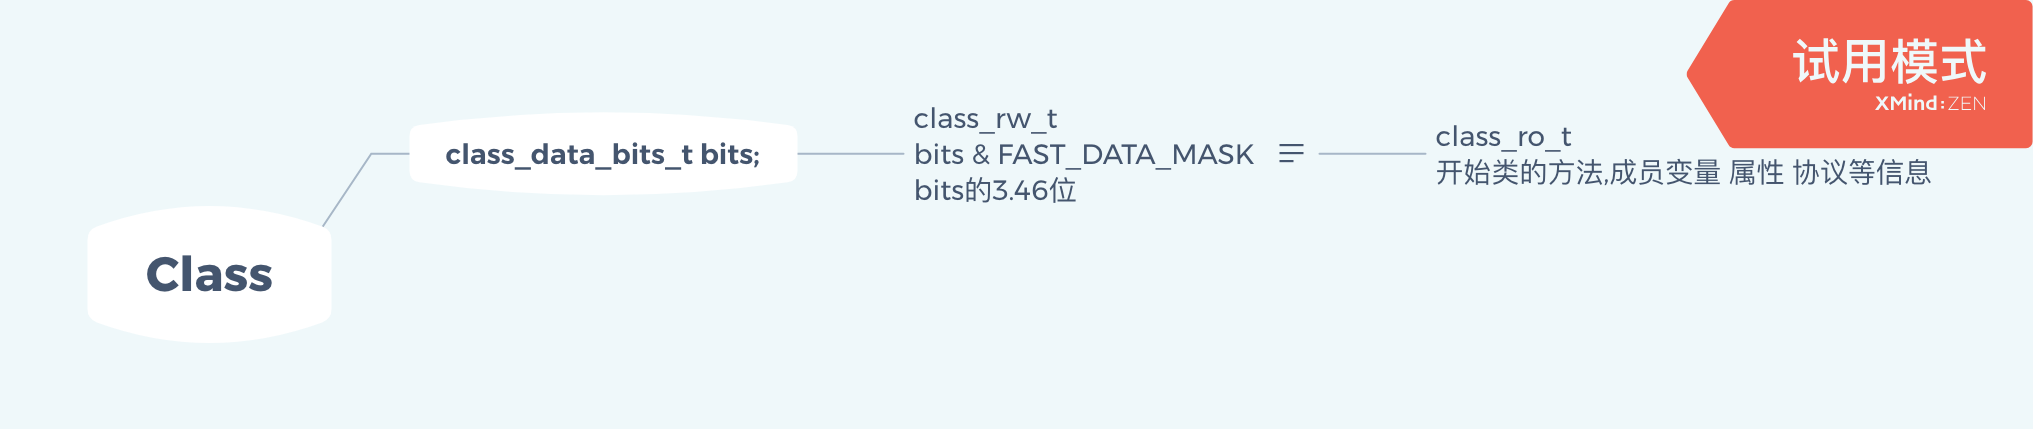 试用模式
XMind:ZEN
Class
class_data_bits_t bits;
class_rw_t
bits & FAST_DATA_MASK
bits的3.46位
class_ro_t
开始类的方法,成员变量 属性 协议等信息